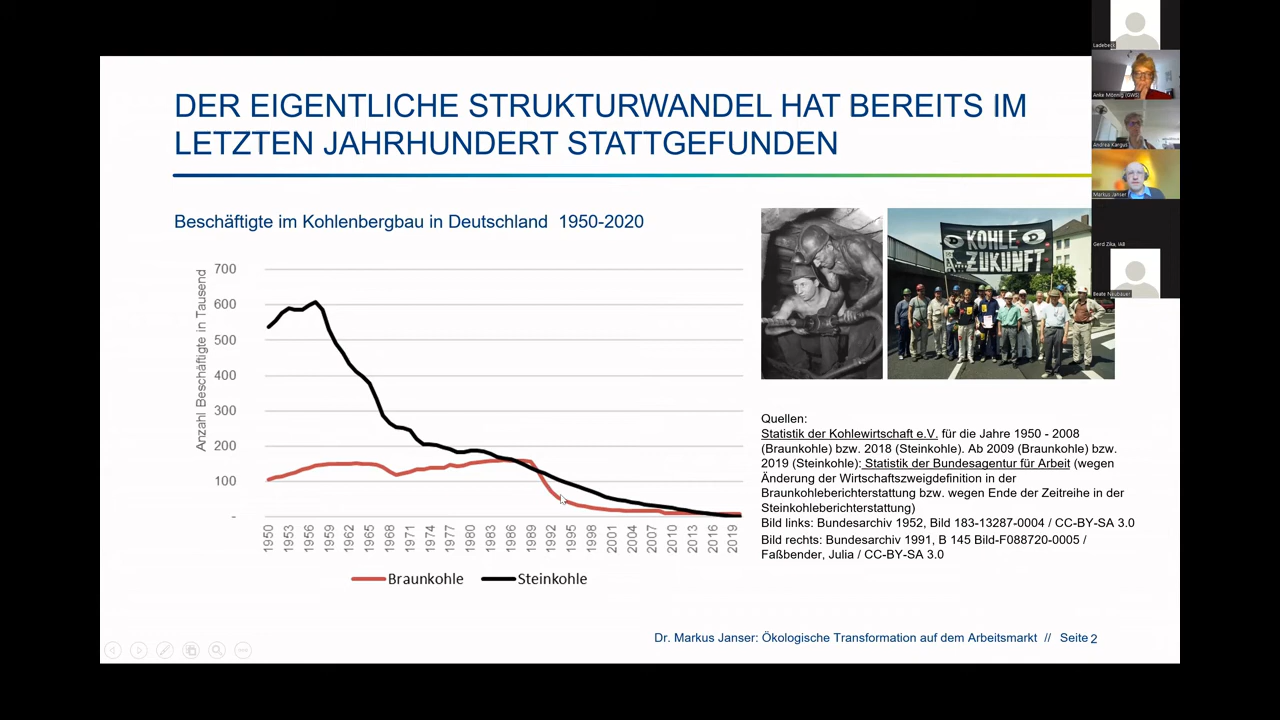 DER EIGENTLICHE STRUKTURWANDEL HAT BEREITS IM
LETZTEN JAHRHUNDERT STATTGEFUNDEN
Beschäftigte im Kohlenbergbau in Deutschland 1950-2020
Anzahl Beschäftigte in Tausend
700
600
500
400
300
200
100
-
1950 1953 1956 1959 1962 1965 1968 1971 1974 1977 1980 1983 1986 1989 1992 1995 1998 2001 2004 2007 2010 2013 2016 2019
Braunkohle Steinkohle
KOHLE
ZUKUNFT
Quellen:
Statistik der Kohlewirtschaft e.V. für die Jahre 1950 - 2008
(Braunkohle) bzw. 2018 (Steinkohle). Ab 2009 (Braunkohle) bzw.
2019 (Steinkohle): Statistik der Bundesagentur für Arbeit (wegen
Änderung der Wirtschaftszweigdefinition in der
Braunkohleberichterstattung bzw. wegen Ende der Zeitreihe in der
Steinkohleberichterstattung)
Bild links: Bundesarchiv 1952, Bild 183-13287-0004 / CC-BY-SA 3.0
Bild rechts: Bundesarchiv 1991, B 145 Bild-F088720-0005 /
Faßbender, Julia / CC-BY-SA 3.0
Dr. Markus Janser: Ökologische Transformation auf dem Arbeitsmarkt // Seite 2
Ladebeck
Anke Mönnig (GWS)
Andrea Kargus
Markus Janser
Gerd Zika, IAB
Beate Neubauer